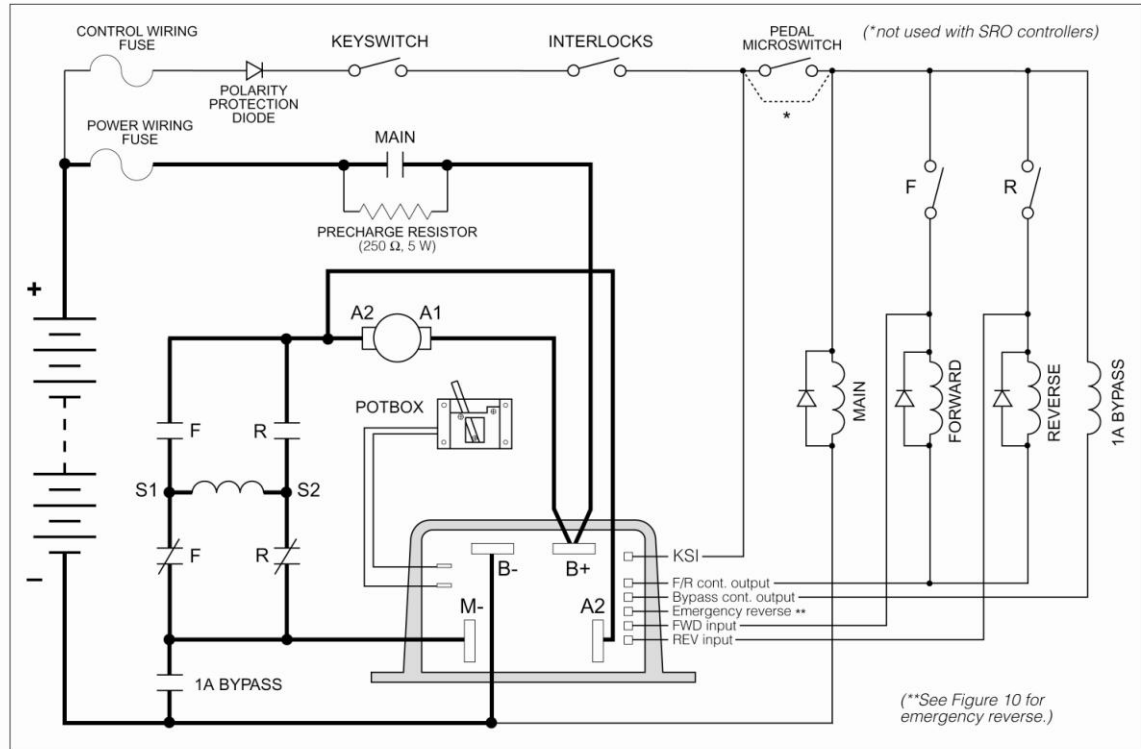 CONTROL WIRING
FUSE
KEYSWITCH
INTERLOCKS
PEDAL
MICROSWITCH
(*not used with SRO controllers)
POLARITY
PROTECTION
DIODE
*
POWER WIRING
FUSE
MAIN
F
R
PRECHARGE RESISTOR
(250 Ω, 5 W)
+
A2
A1
POTBOX
MAIN
FORWARD
REVERSE
1A BYPASS
F
R
S1
S2
F
R
–
B-
B+
M-
A2
KSI
F/R cont. output
Bypass cont. output
Emergency reverse **
FWD input
REV input
1A BYPASS
(**See Figure 10 for
emergency reverse.)